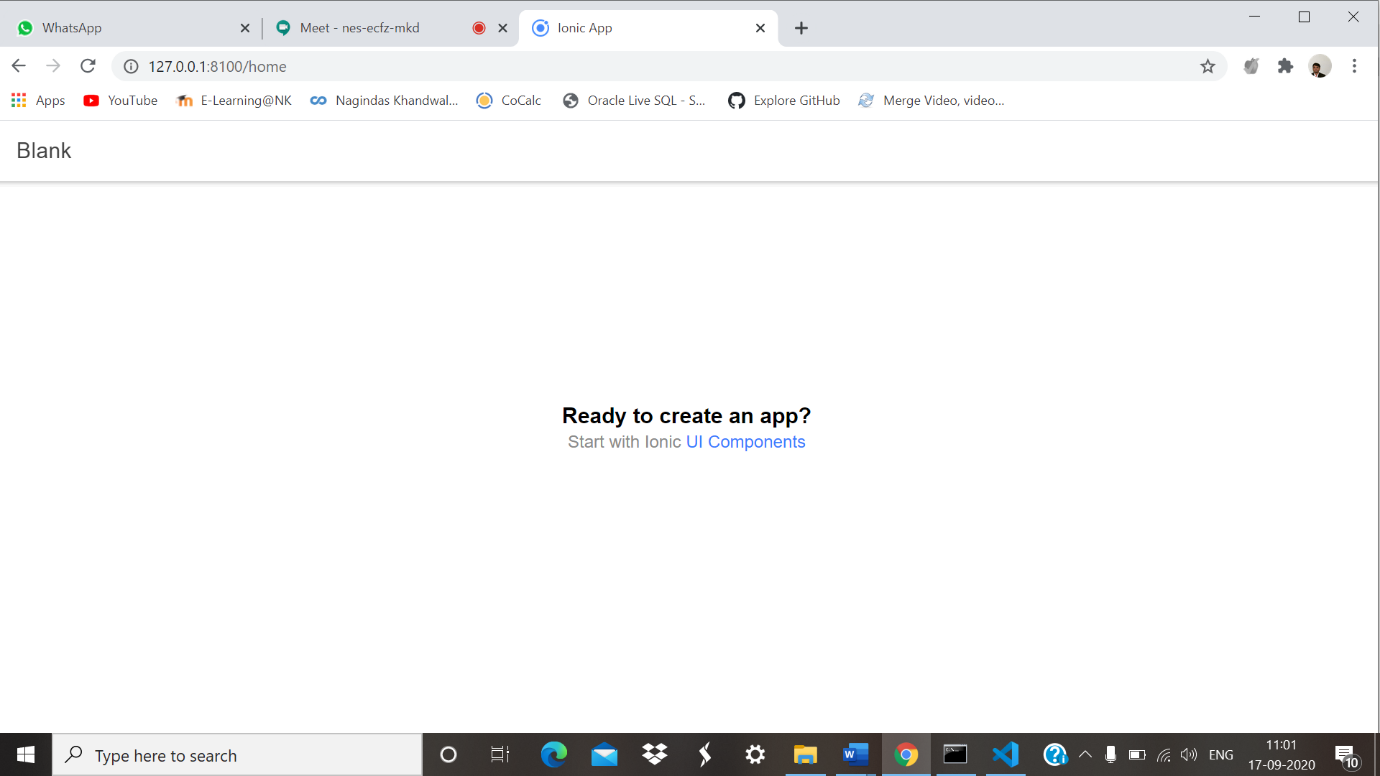 WhatsApp
Meet - nes-ecfz-mkd
Ionic App
127.0.0.1:8100/home
Apps
YouTube
E-Learning@NK
Nagindas Khandwal...
CoCalc
Oracle Live SQL - S...
Explore GitHub
Merge Video, video...
Blank
Ready to create an app?
Start with Ionic UI Components
Type here to search
ENG
11:01
17-09-2020
10